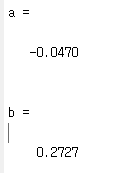 a =
-0.0470
b =
0.2727